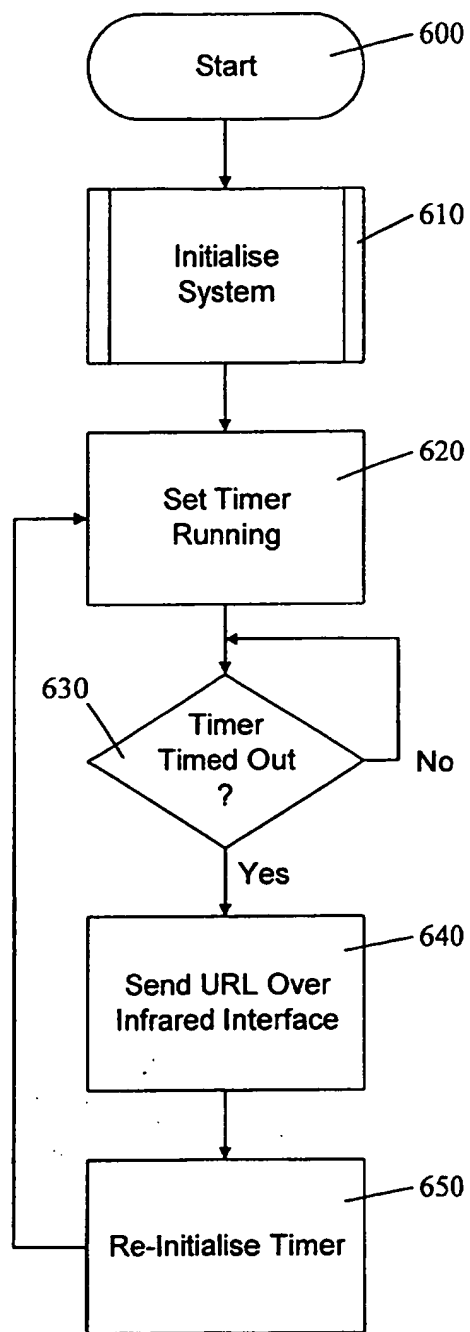 Start
600
Initialise
System
610
Set Timer
Running
620
630
Timer
Timed Out
?
No
Yes
640
Send URL Over
Infrared Interface
650
Re-Initialise Timer